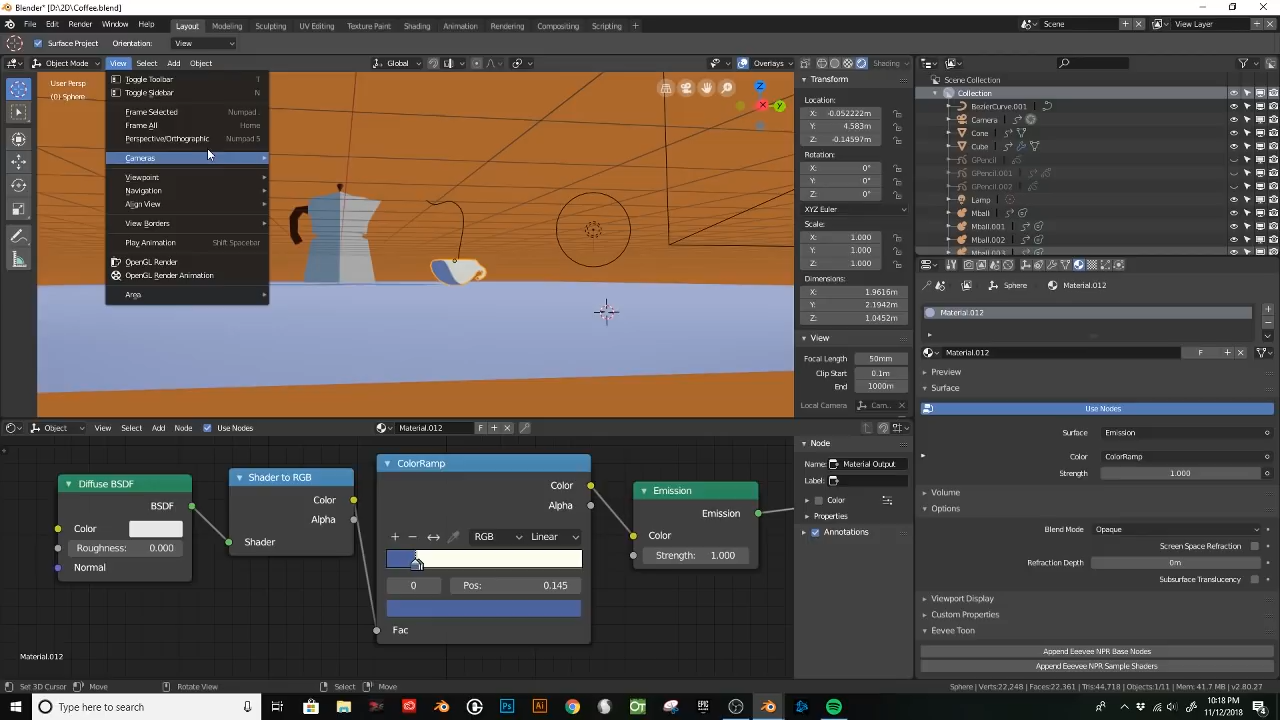 Blender* [D:\2D\Coffee.blend]
File Edit Render Window Help Layout Modeling Sculpting UV Editing Texture Paint Shading Animation Rendering Compositing Scripting Scene View Layer
Surface Project Orientation: View
Object Mode View Select Add Object Global Overlays Shading
User Persp
(0) Sphere
Toggle Toolbar T
Toggle Sidebar N
Frame Selected Numpad .
Frame All Home
Perspective/Orthographic Numpad 5
Cameras
Viewpoint
Navigation
Align View
View Borders
Play Animation Shift Spacebar
OpenGL Render
OpenGL Render Animation
Area
Transform
Location:
X: -0.052222m
Y: 4.583m
Z: -0.14597m
Rotation:
X: 0°
Y: 0°
Z: 0°
XYZ Euler
Scale:
X: 1.000
Y: 1.000
Z: 1.000
Dimensions:
X: 1.9616m
Y: 2.1942m
Z: 1.0452m
View
Focal Length 50mm
Clip Start 0.1m
End 1000m
Local Camera Cam...
Scene Collection
Collection
BezierCurve.001
Camera
Cone
Cube
GPencil
GPencil.001
GPencil.002
Lamp
Mball
Mball.001
Mball.002
Mball.003
Sphere Material.012
Material.012
Material.012 F
Preview
Surface
Use Nodes
Surface: Emission
Color: ColorRamp
Strength: 1.000
Volume
Options
Blend Mode Opaque
Screen Space Refraction
Refraction Depth 0m
Subsurface Translucency
Viewport Display
Custom Properties
Eevee Toon
Append Eeevee NPR Base Nodes
Append Eeevee NPR Sample Shaders
Object View Select Add Node Use Nodes Material.012 F
Diffuse BSDF
BSDF
Color
Roughness: 0.000
Normal
Shader to RGB
Color
Alpha
Shader
ColorRamp
Color
Alpha
RGB Linear
0 Pos: 0.145
Fac
Emission
Emission
Color
Strength: 1.000
Node
Name: Material Output
Label:
Color
Properties
Annotations
Material.012
Set 3D Cursor Move Rotate View Select Move Sphere | Verts:22,248 | Faces:22,361 | Tris:44,718 | Objects:1/11 | Mem: 41.7 MB | v2.80.27
Type here to search
10:18 PM
11/12/2018